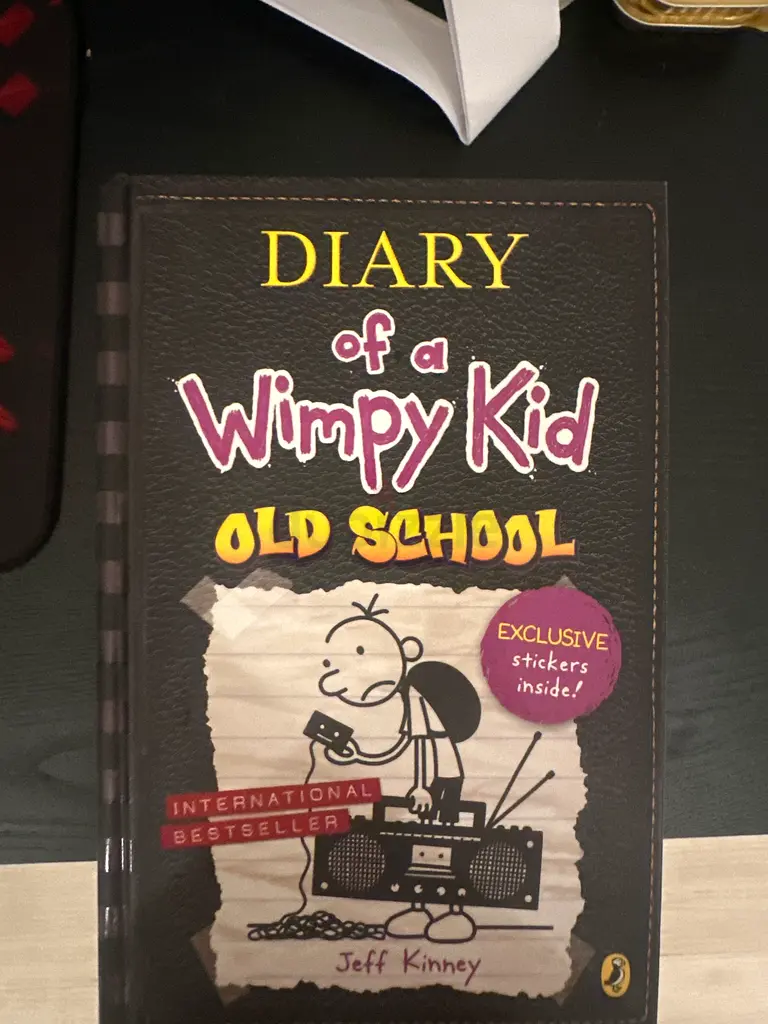 DIARY
of a
Wimpy Kid
OLD SCHOOL
EXCLUSIVE
stickers
inside!
INTERNATIONAL
BESTSELLER
Jeff Kinney